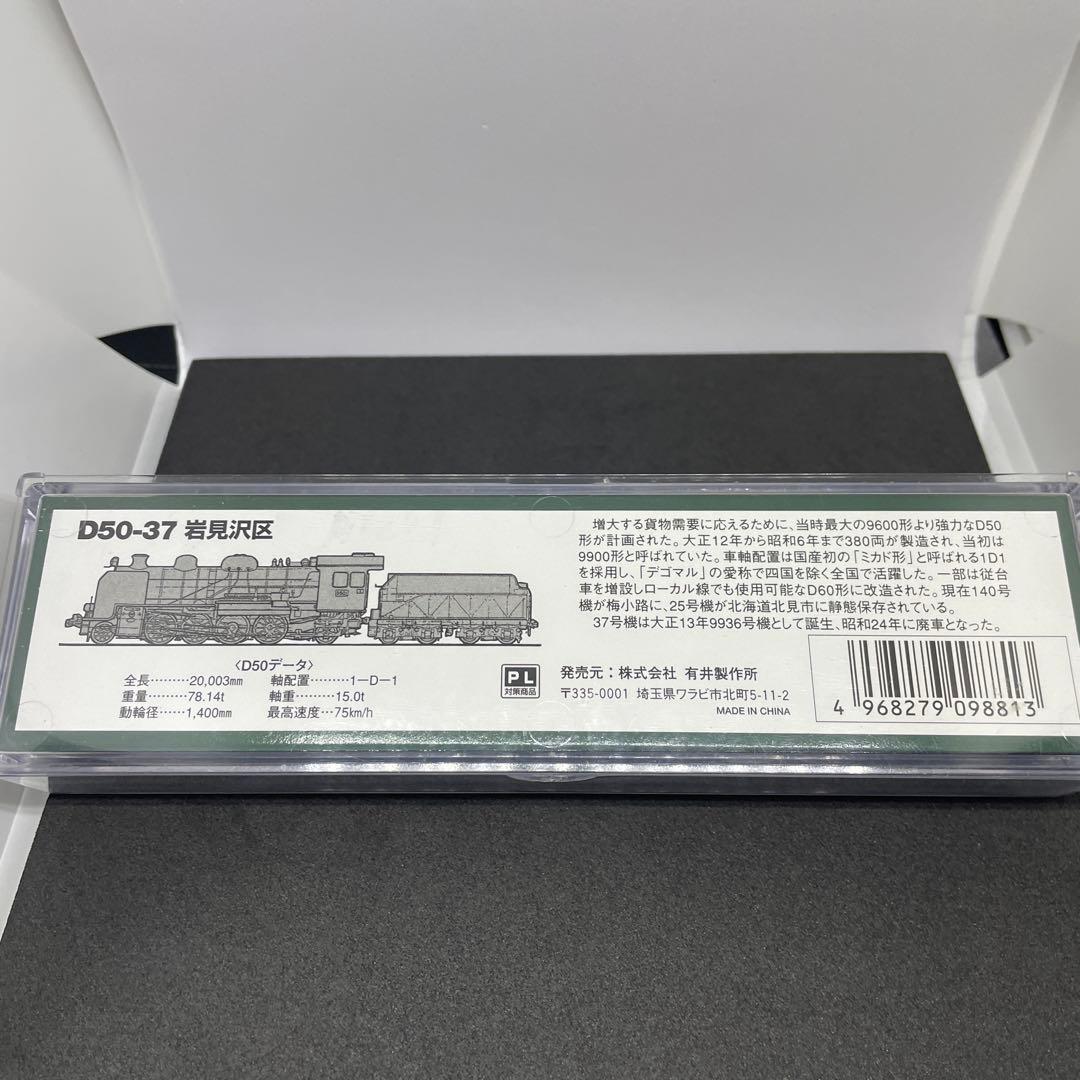 D50-37 岩見沢区
増大する貨物需要に応えるために、当時最大の9600形より強力なD50
形が計画された。大正12年から昭和6年まで380両が製造され、当初は
9900形と呼ばれていた。車軸配置は国産初の「ミカド形」と呼ばれる1D1
を採用し、「デゴマル」の愛称で四国を除く全国で活躍した。一部は従台
車を増設しローカル線でも使用可能なD60形に改造された。現在140号
機が梅小路に、25号機が北海道北見市に静態保存されている。
37号機は大正13年9936号機として誕生、昭和24年に廃車となった。
〈D50データ〉
全長………20,003mm 軸配置………1ーDー1
重量………78.14t 軸重………15.0t
動輪径……1,400mm 最高速度…75km/h
PL
対策商品
発売元：株式会社 有井製作所
〒335-0001 埼玉県ワラビ市北町5-11-2
MADE IN CHINA
4 968279 098813